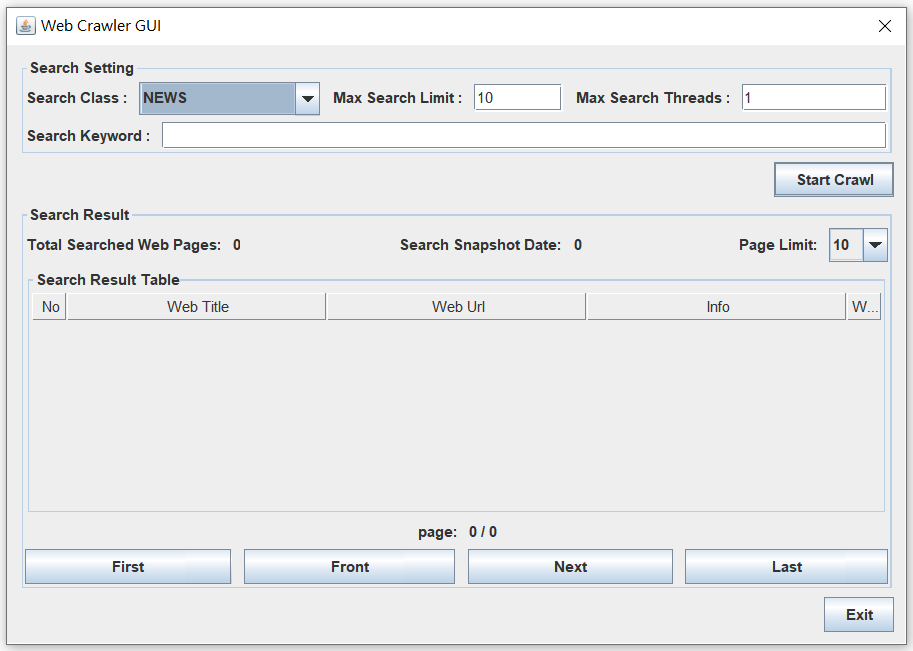 Web Crawler GUI
Search Setting
Search Class : NEWS Max Search Limit : 10 Max Search Threads : 1
Search Keyword :
Start Crawl
Search Result
Total Searched Web Pages: 0 Search Snapshot Date: 0 Page Limit: 10
Search Result Table
No Web Title Web Url Info W...
page: 0 / 0
First Front Next Last
Exit